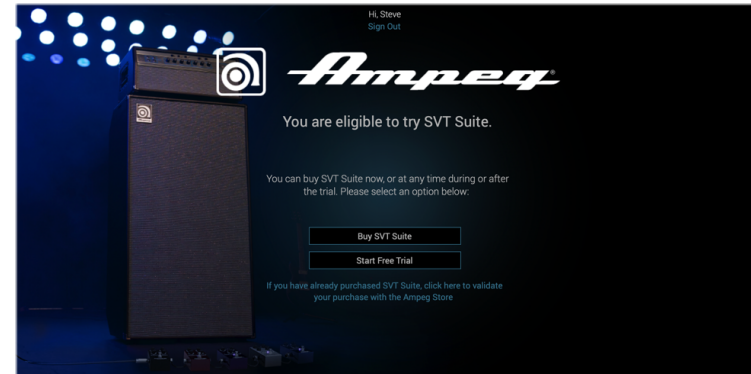 Hi, Steve
Sign Out
Ampeg
You are eligible to try SVT Suite.
You can buy SVT Suite now, or at any time during or after
the trial. Please select an option below:
Buy SVT Suite
Start Free Trial
If you have already purchased SVT Suite, click here to validate
your purchase with the Ampeg Store